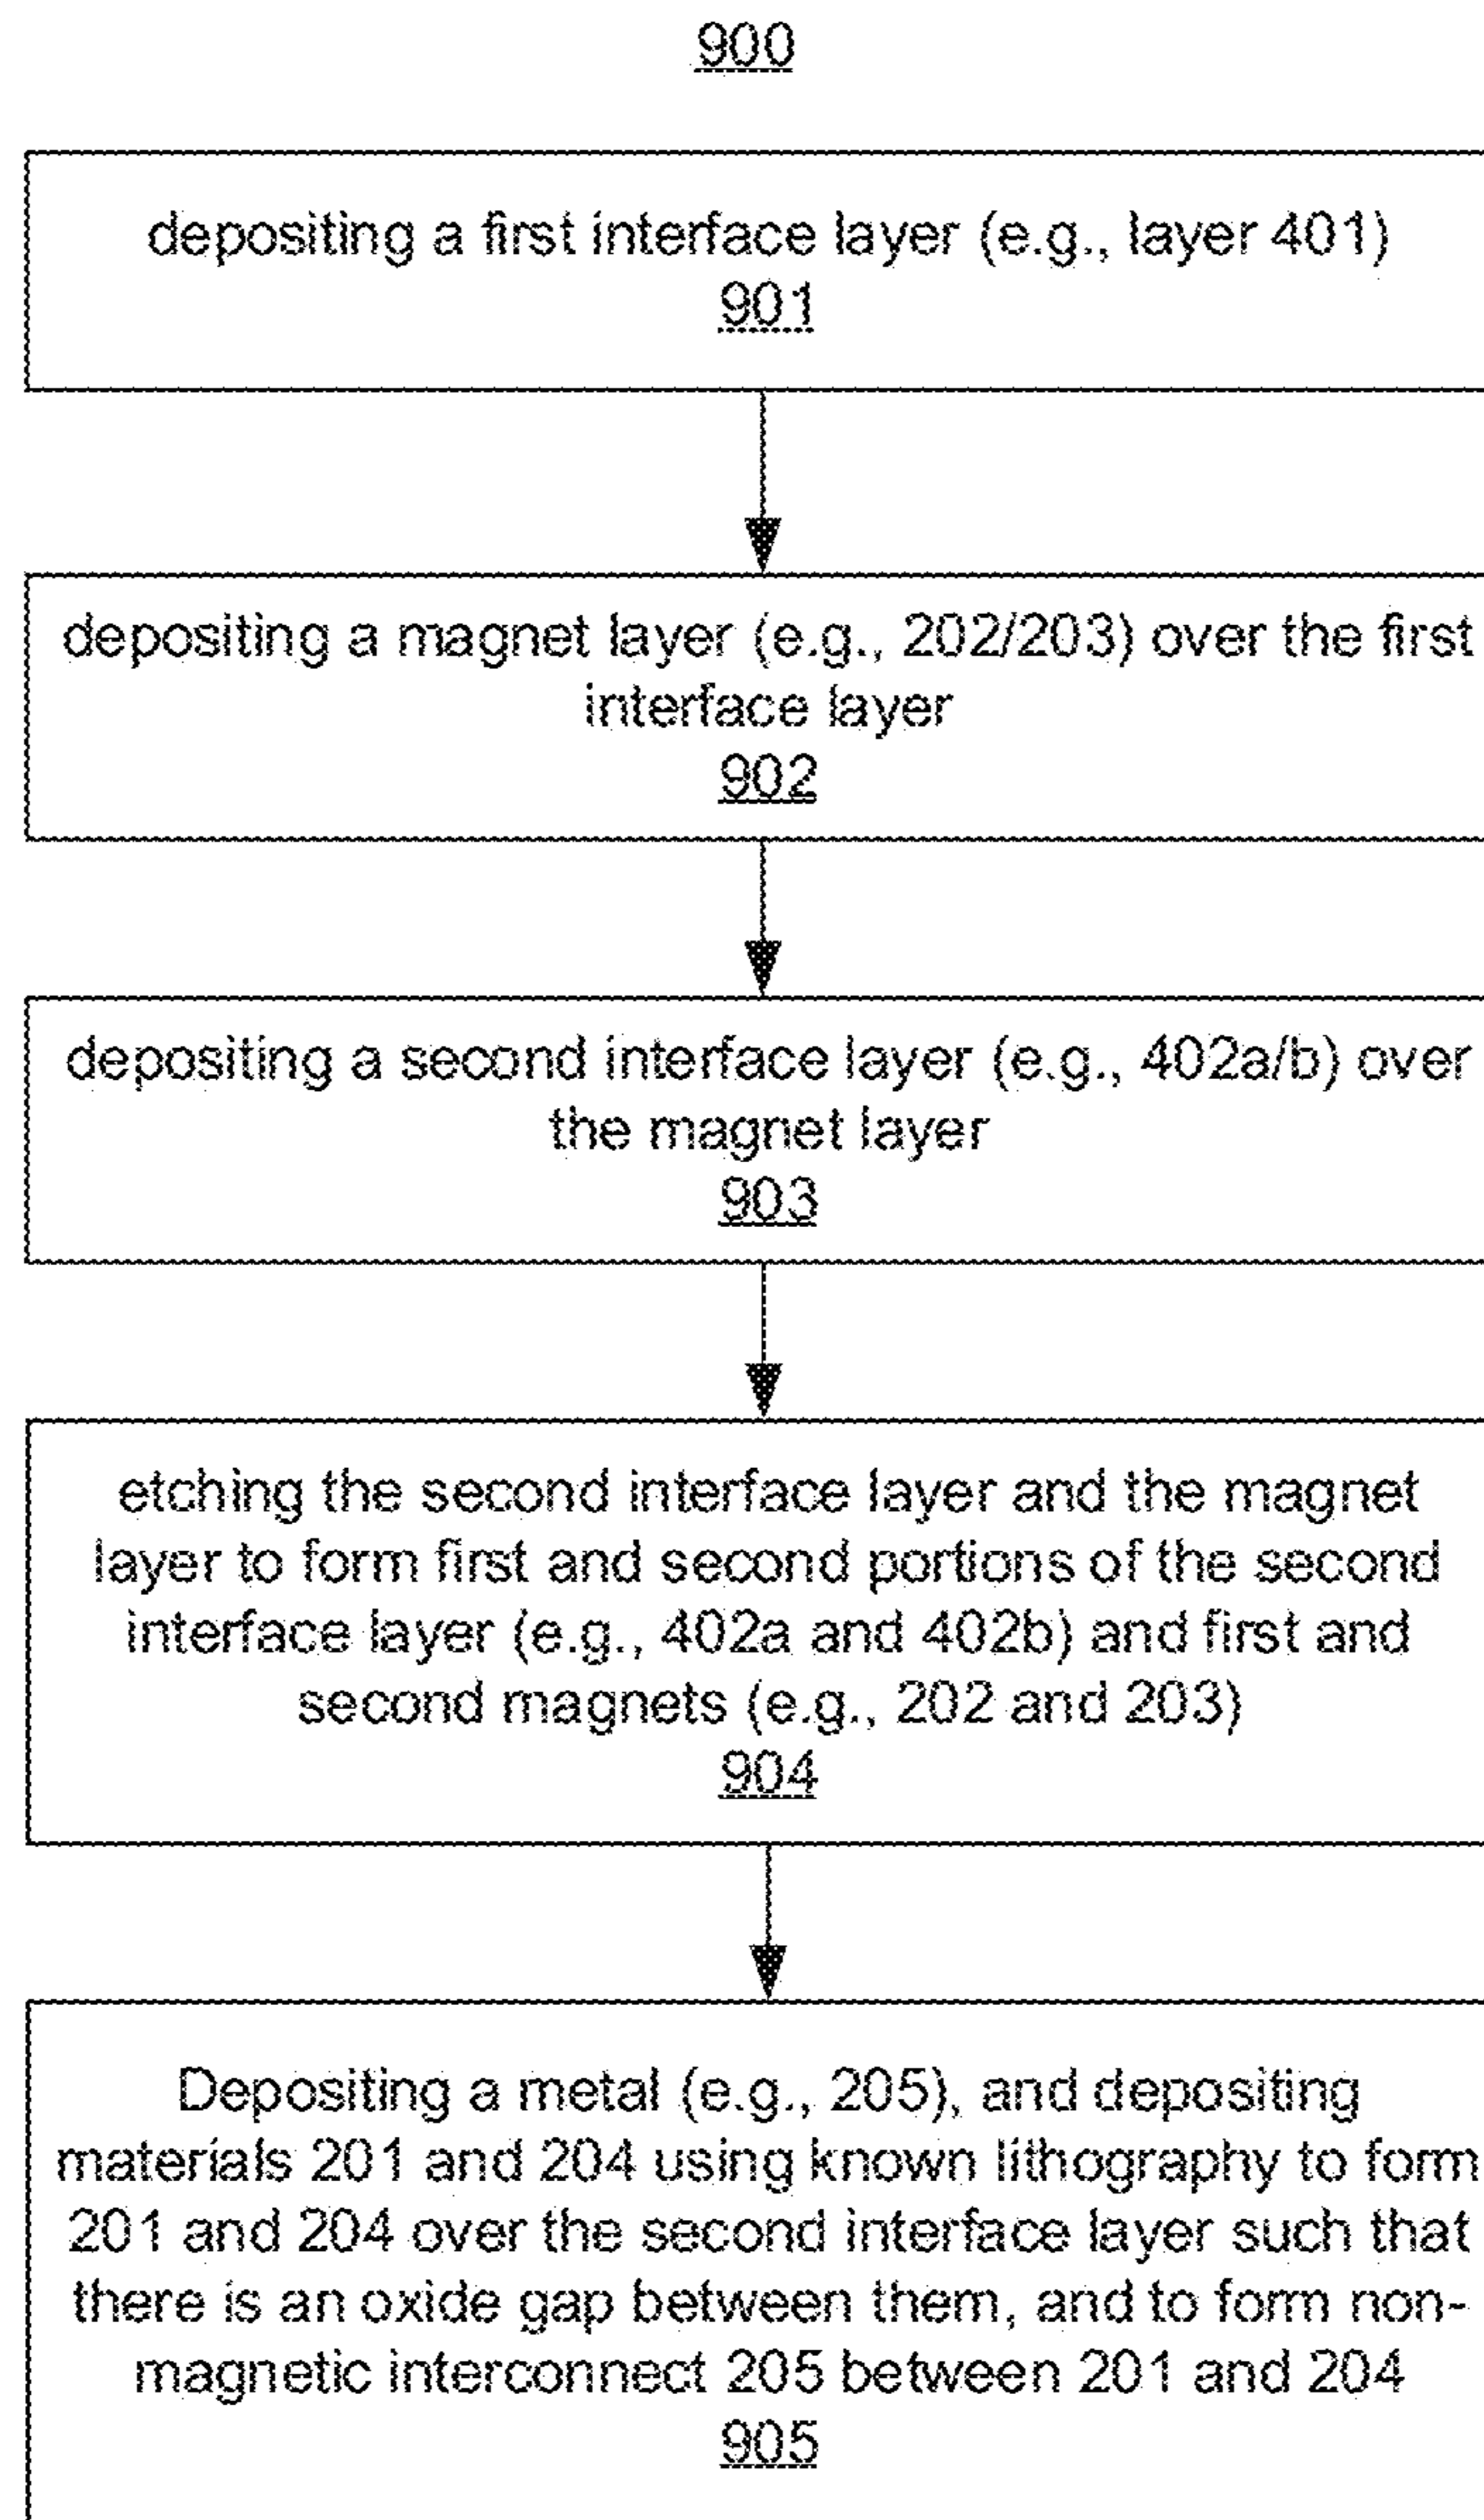 900
depositing a first interface layer (e.g., layer 401)
901
depositing a magnet layer (e.g., 202/203) over the first
interface layer
902
depositing a second interface layer (e.g., 402a/b) over
the magnet layer
903
etching the second interface layer and the magnet
layer to form first and second portions of the second
interface layer (e.g., 402a and 402b) and first and
second magnets (e.g., 202 and 203)
904
Depositing a metal (e.g., 205), and depositing
materials 201 and 204 using known lithography to form
201 and 204 over the second interface layer such that
there is an oxide gap between them, and to form non-
magnetic interconnect 205 between 201 and 204
905